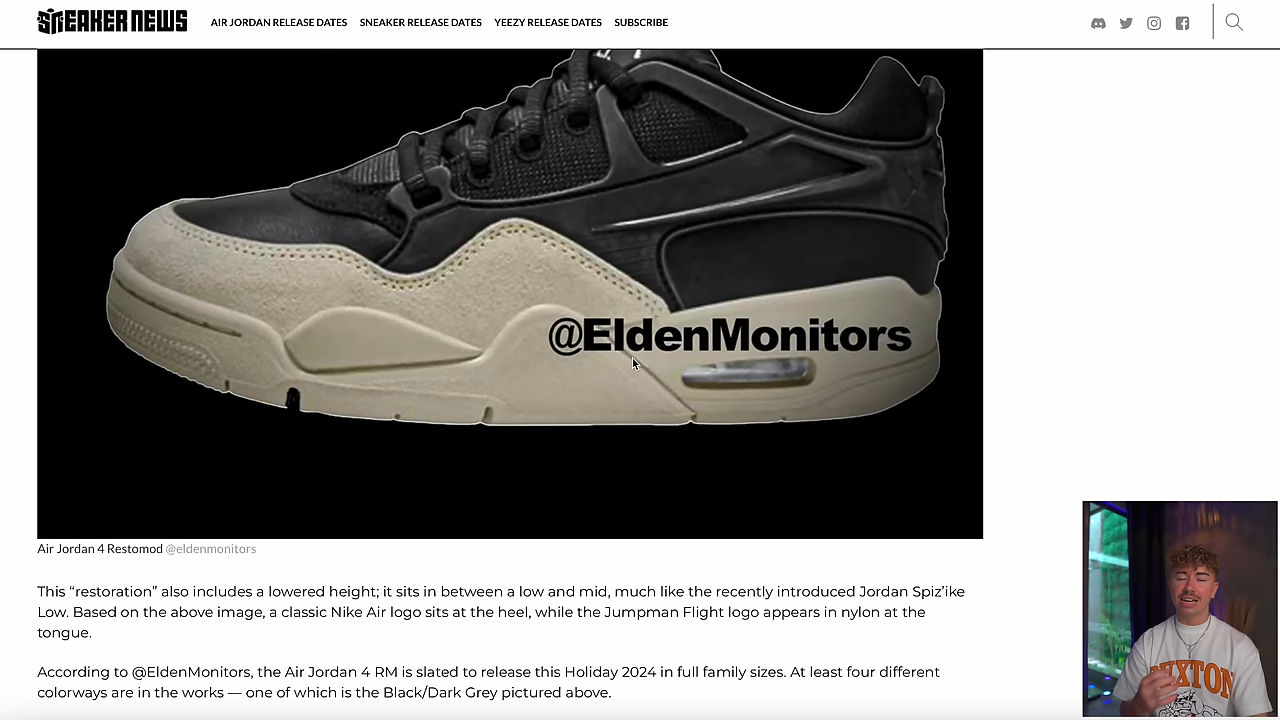 SNEAKER NEWS AIR JORDAN RELEASE DATES SNEAKER RELEASE DATES YEEZY RELEASE DATES SUBSCRIBE
@EldenMonitors
Air Jordan 4 Restomod @eldenmonitors
This “restoration” also includes a lowered height; it sits in between a low and mid, much like the recently introduced Jordan Spiz’ike
Low. Based on the above image, a classic Nike Air logo sits at the heel, while the Jumpman Flight logo appears in nylon at the
tongue.
According to @EldenMonitors, the Air Jordan 4 RM is slated to release this Holiday 2024 in full family sizes. At least four different
colorways are in the works — one of which is the Black/Dark Grey pictured above.